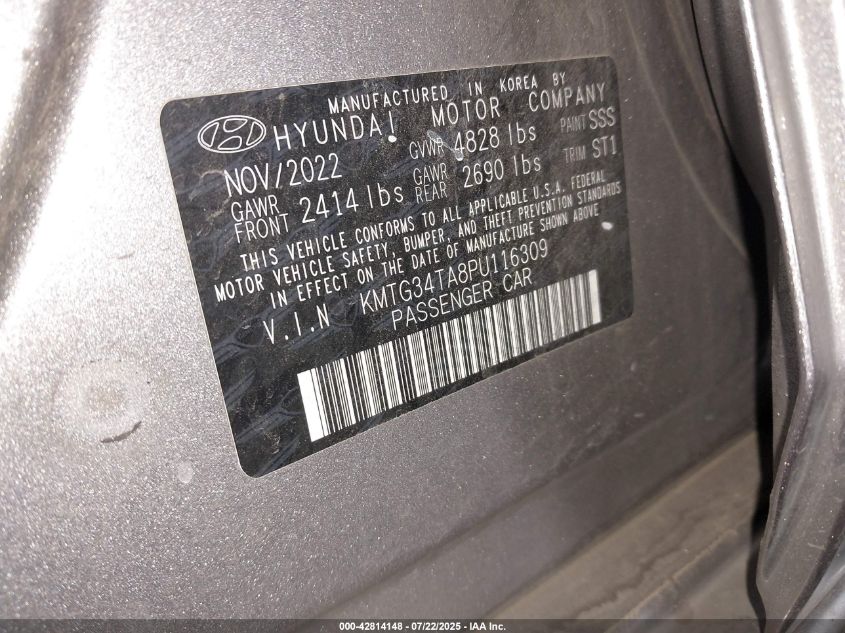 MANUFACTURED IN KOREA BY
HYUNDAI MOTOR COMPANY
NOV/2022 GVWR 4828 lbs PAINT SSS
GAWR FRONT 2414 lbs GAWR REAR 2690 lbs TRIM ST1
THIS VEHICLE CONFORMS TO ALL APPLICABLE U.S.A. FEDERAL
MOTOR VEHICLE SAFETY, BUMPER, AND THEFT PREVENTION STANDARDS
IN EFFECT ON THE DATE OF MANUFACTURE SHOWN ABOVE
V.I.N KMTG34TA8PU116309
PASSENGER CAR
000-42814148 - 07/22/2025 - IAA Inc.